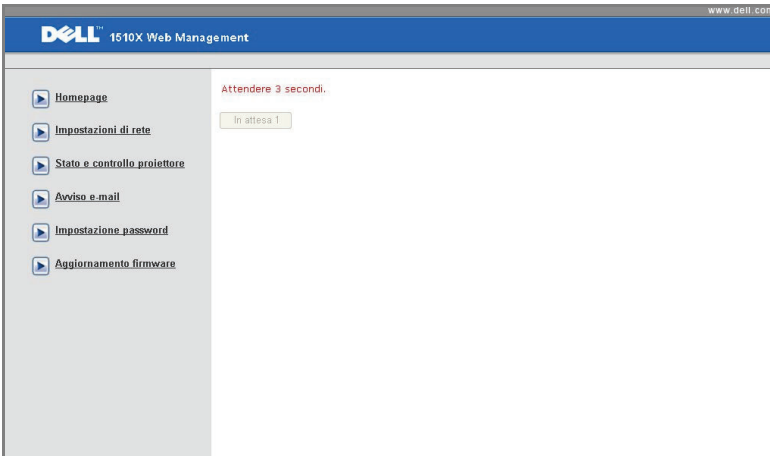 www.dell.com
DELL™ 1510X Web Management
Homepage
Impostazioni di rete
Stato e controllo proiettore
Avviso e-mail
Impostazione password
Aggiornamento firmware
Attendere 3 secondi.
In attesa 1